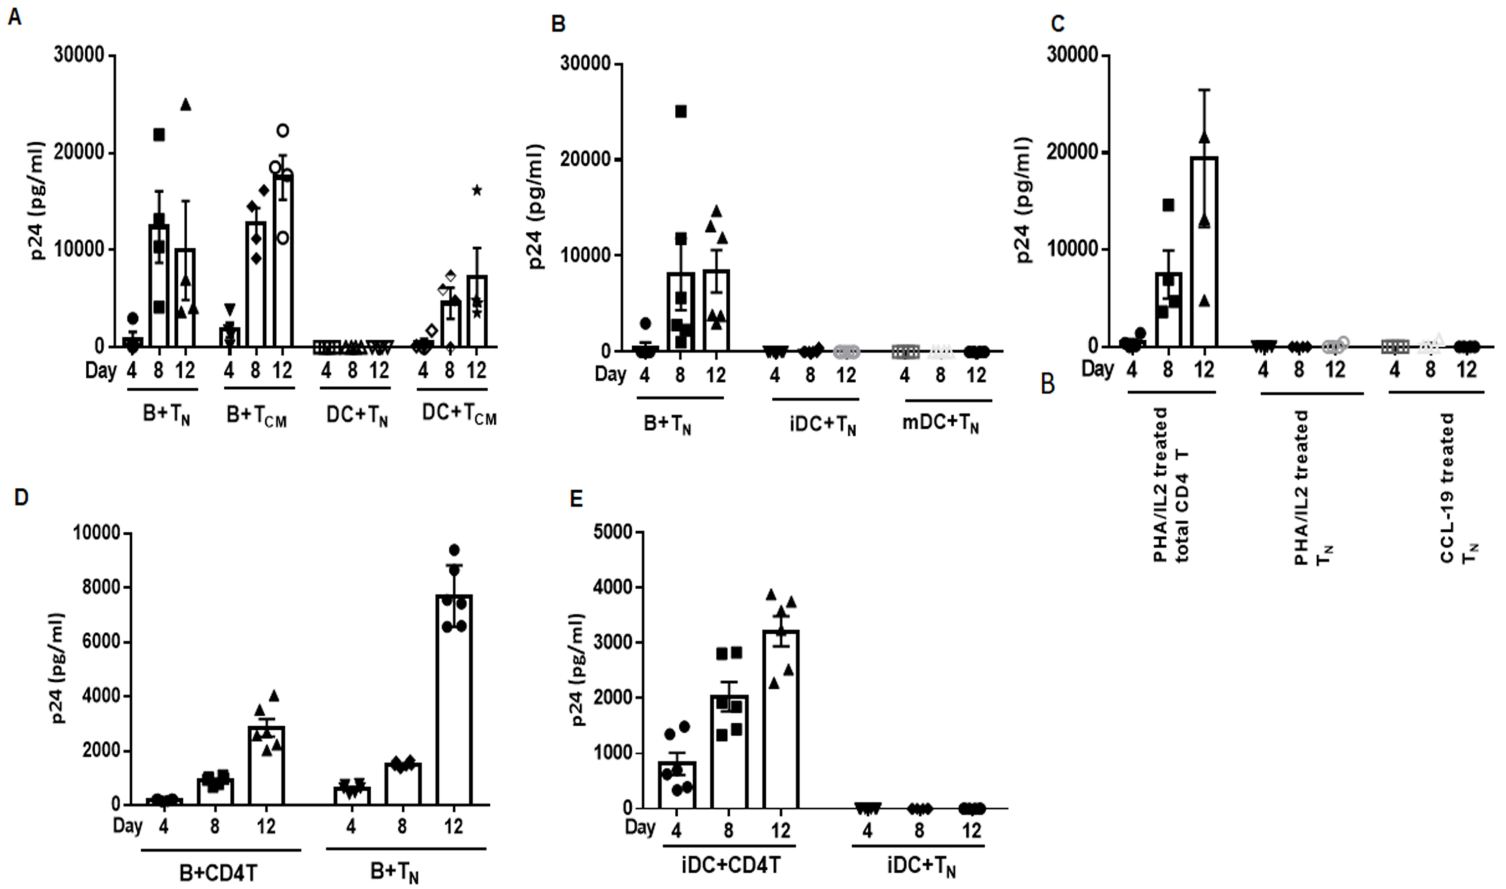 A
p24 (pg/ml)
30000
20000
10000
0
Day 4 8 12 4 8 12 4 8 12 4 8 12
B+TN B+TCM DC+TN DC+TCM
B
p24 (pg/ml)
30000
20000
10000
0
Day 4 8 12 4 8 12 4 8 12
B+TN iDC+TN mDC+TN
C
p24 (pg/ml)
30000
20000
10000
0
Day 4 8 12 4 8 12 4 8 12
B
PHA/IL2 treated
total CD4 T
PHA/IL2 treated
TN
CCL-19 treated
TN
D
p24 (pg/ml)
10000
8000
6000
4000
2000
0
Day 4 8 12 4 8 12
B+CD4T B+TN
E
p24 (pg/ml)
5000
4000
3000
2000
1000
0
Day 4 8 12 4 8 12
iDC+CD4T iDC+TN